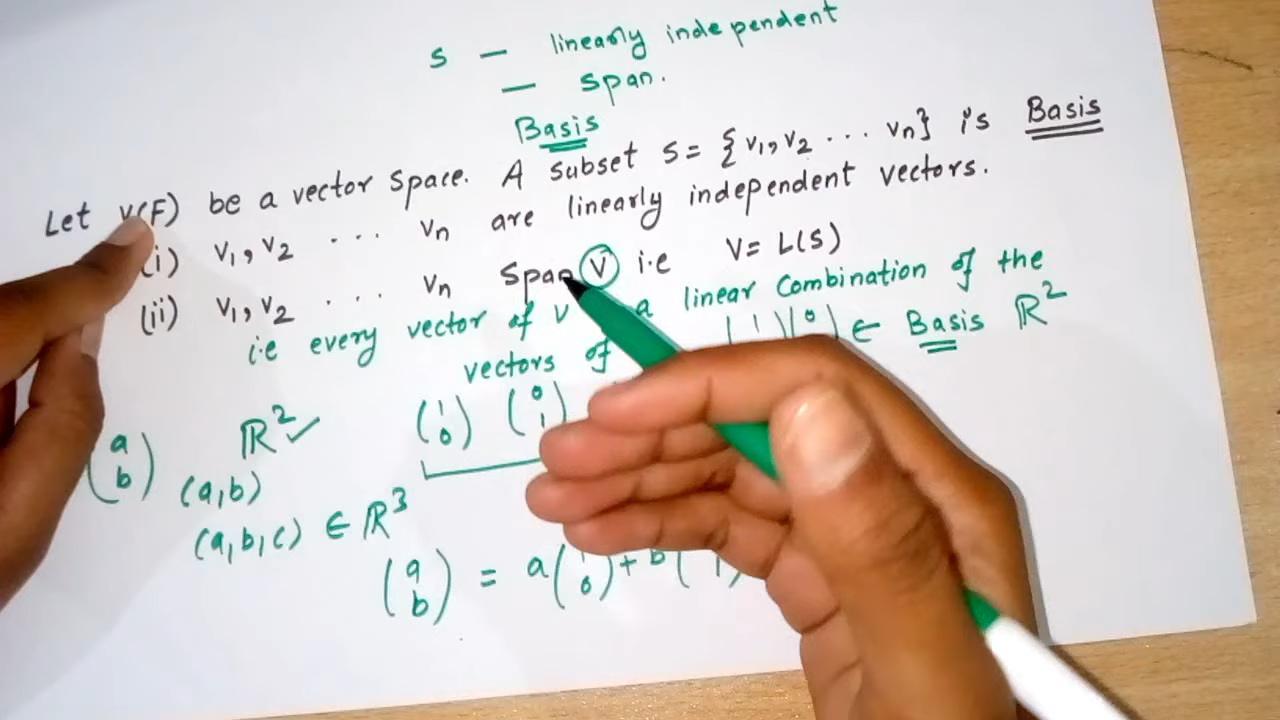 s — linearly independent
— span.
Basis
Let V(F) be a vector space. A subset S = {v₁, v₂ ... vₙ} is Basis
(i) v₁, v₂ ... vₙ are linearly independent vectors.
(ii) v₁, v₂ ... vₙ Span V i.e V = L(S)
i.e every vector of V a linear combination of the
vectors of (1 ) (0 ) ∈ Basis ℝ²
(a b) ℝ² ✓ (1 0) (0 1)
(a,b)
(a,b,c) ∈ ℝ³
(a b) = a( 0) + b( 1)